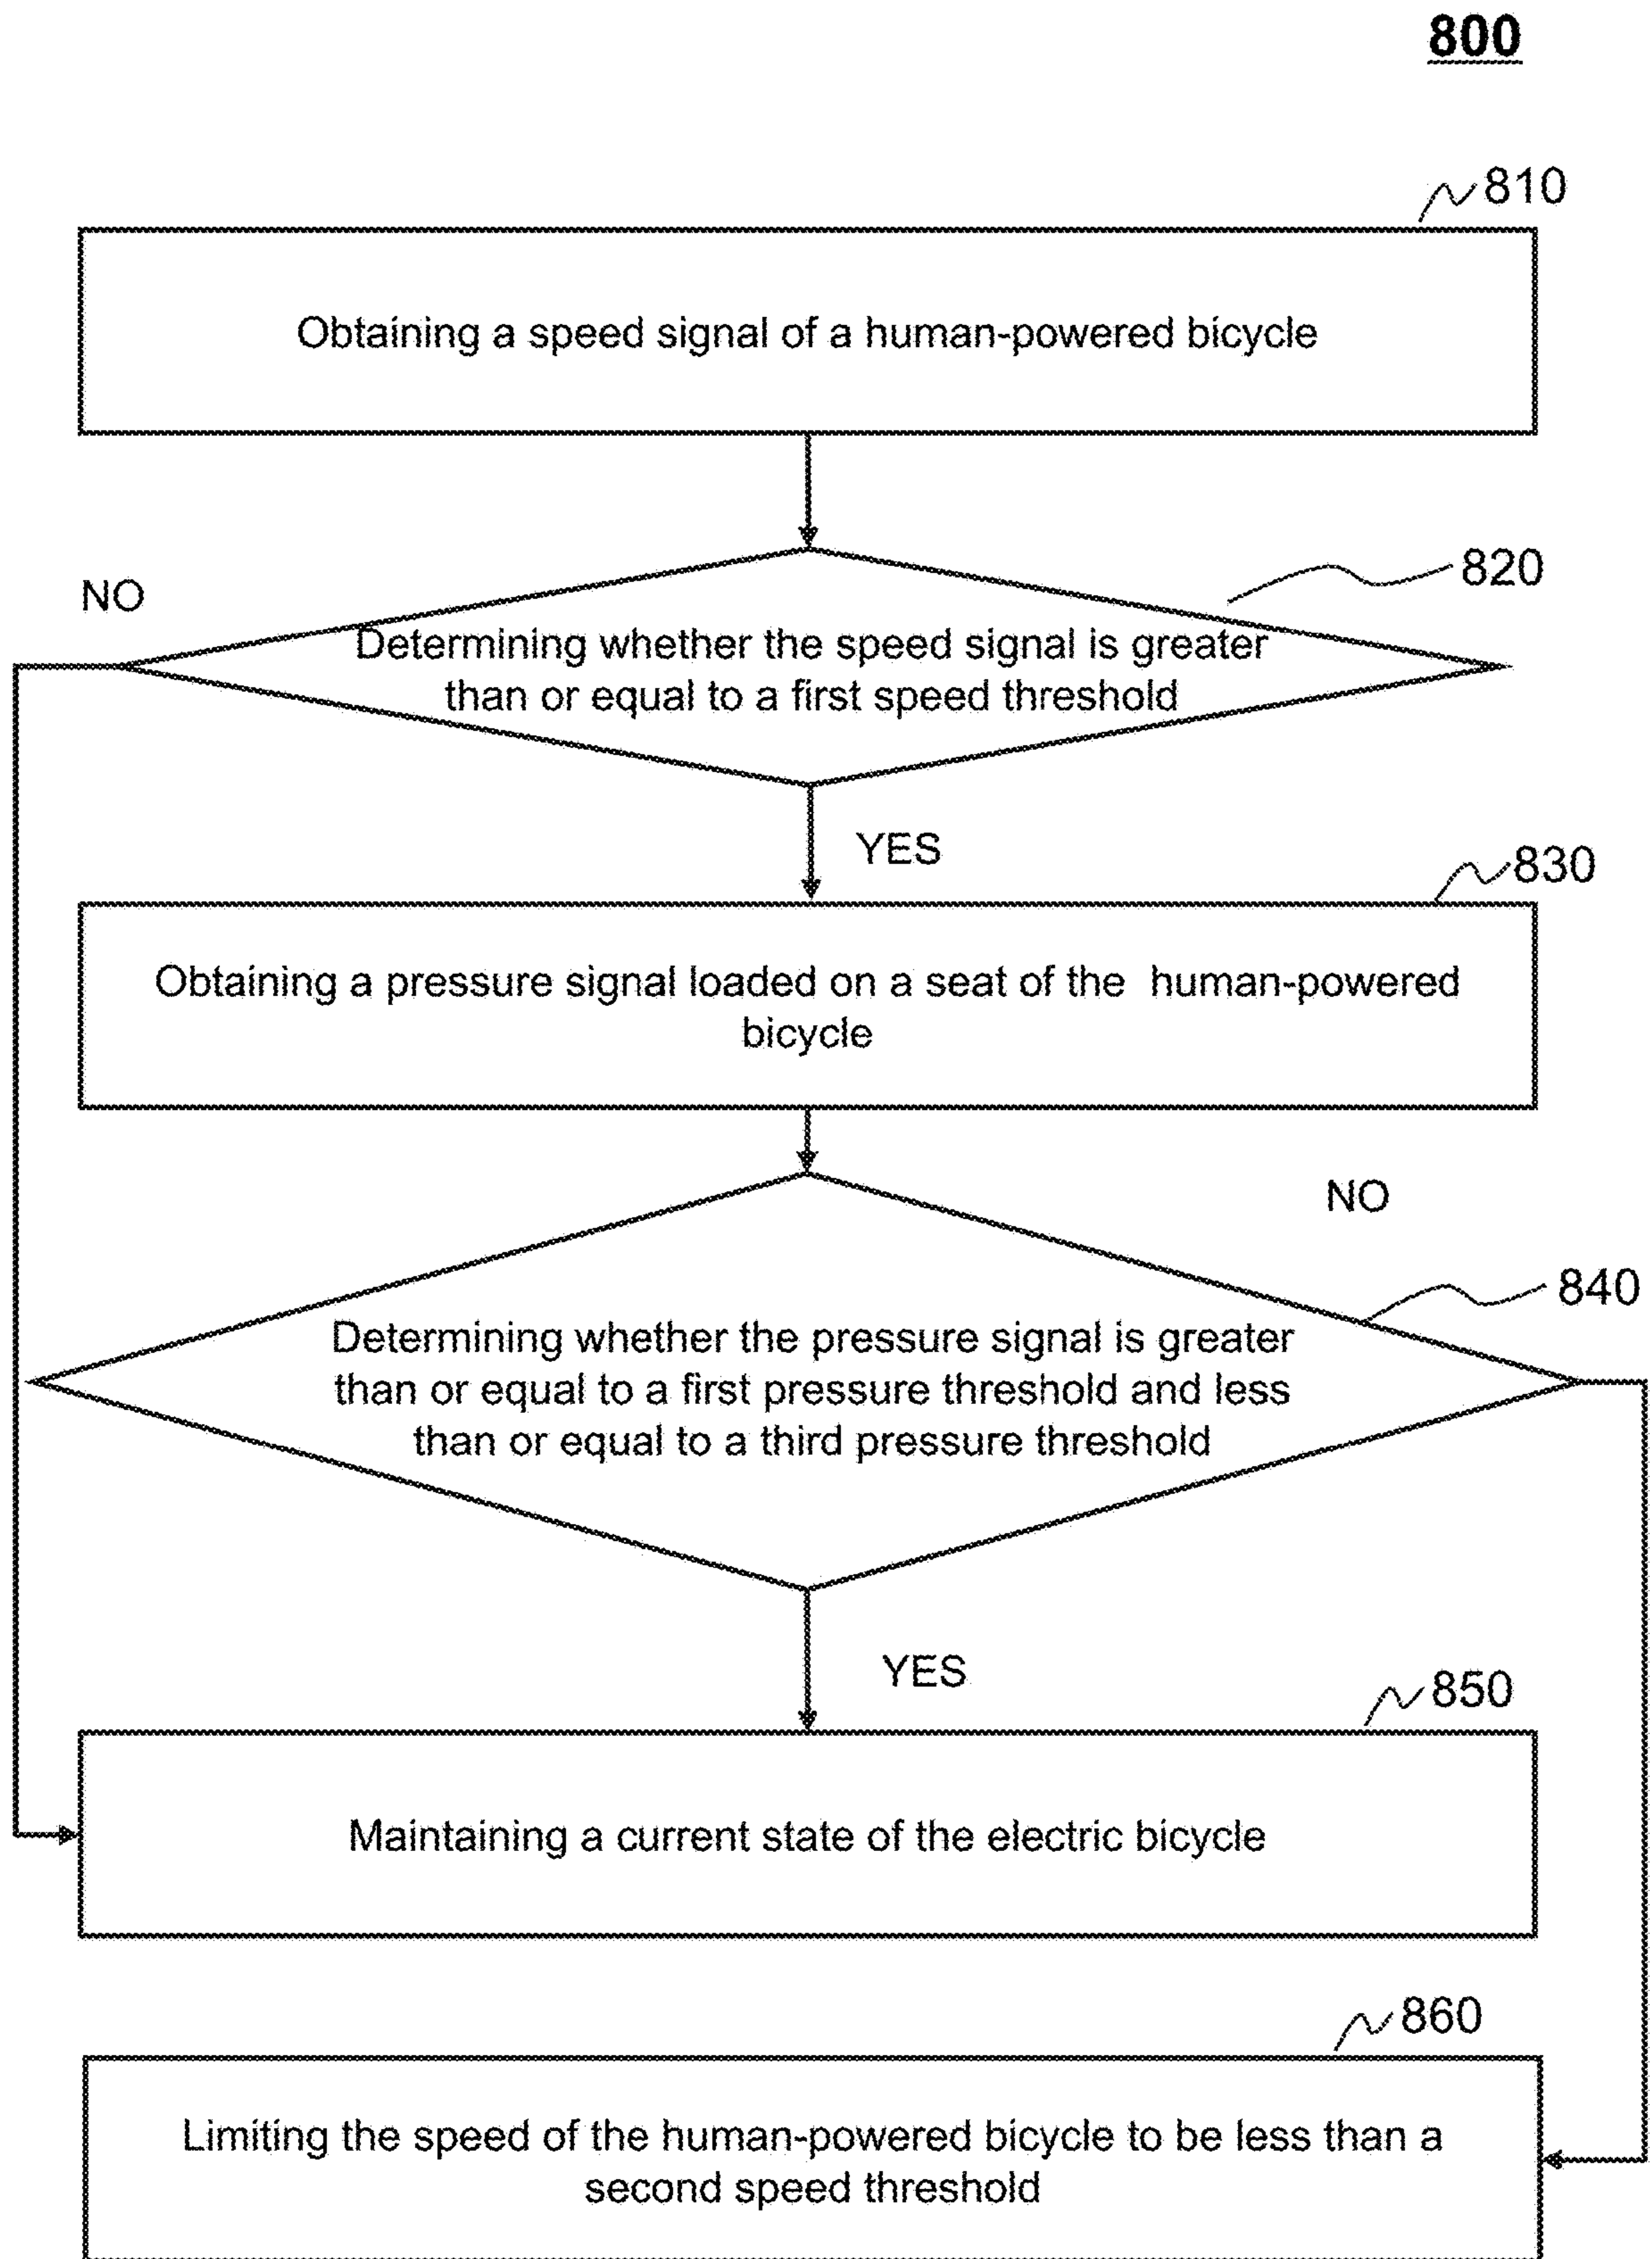 800
810
Obtaining a speed signal of a human-powered bicycle
NO
820
Determining whether the speed signal is greater
than or equal to a first speed threshold
YES
830
Obtaining a pressure signal loaded on a seat of the human-powered
bicycle
NO
840
Determining whether the pressure signal is greater
than or equal to a first pressure threshold and less
than or equal to a third pressure threshold
YES
850
Maintaining a current state of the electric bicycle
860
Limiting the speed of the human-powered bicycle to be less than a
second speed threshold